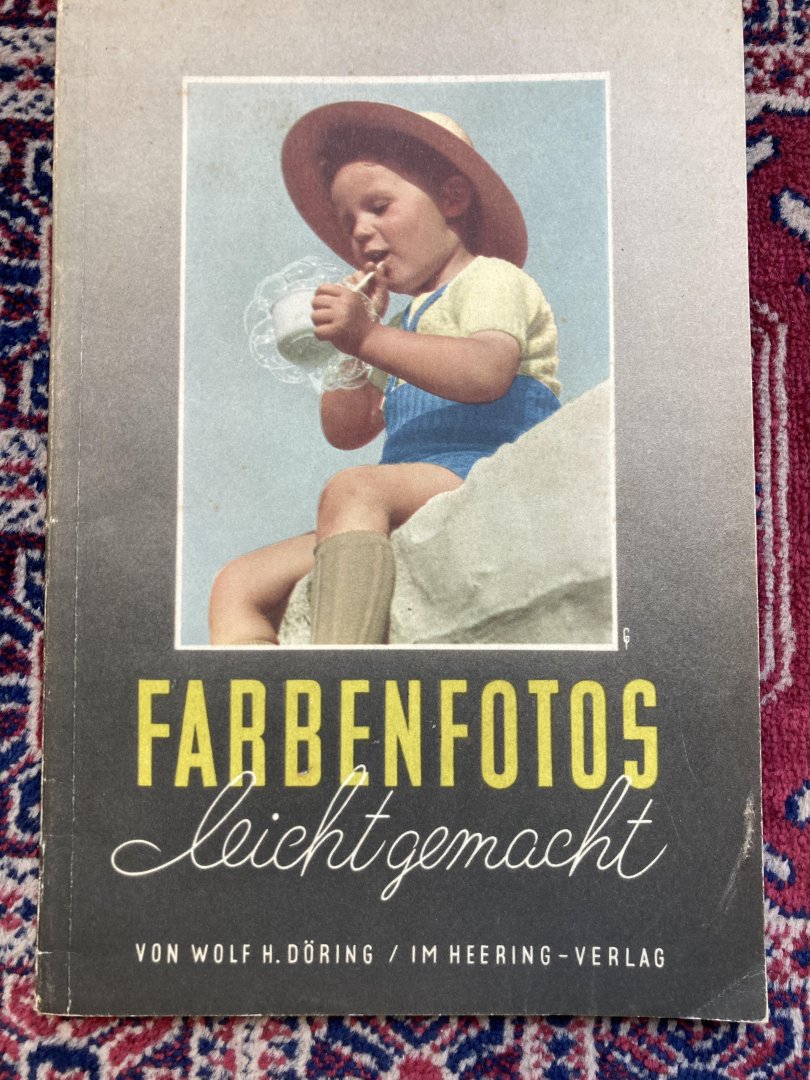 FARBENFOTOS
leicht gemacht
VON WOLF H. DÖRING / IM HEERING-VERLAG